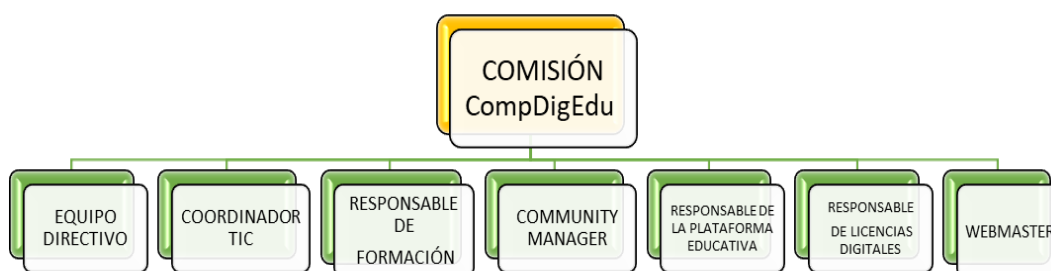 COMISIÓN
CompDigEdu
EQUIPO
DIRECTIVO
COORDINADOR
TIC
RESPONSABLE
DE
FORMACIÓN
COMMUNITY
MANAGER
RESPONSABLE DE
LA PLATAFORMA
EDUCATIVA
RESPONSABLE
DE LICENCIAS
DIGITALES
WEBMASTER